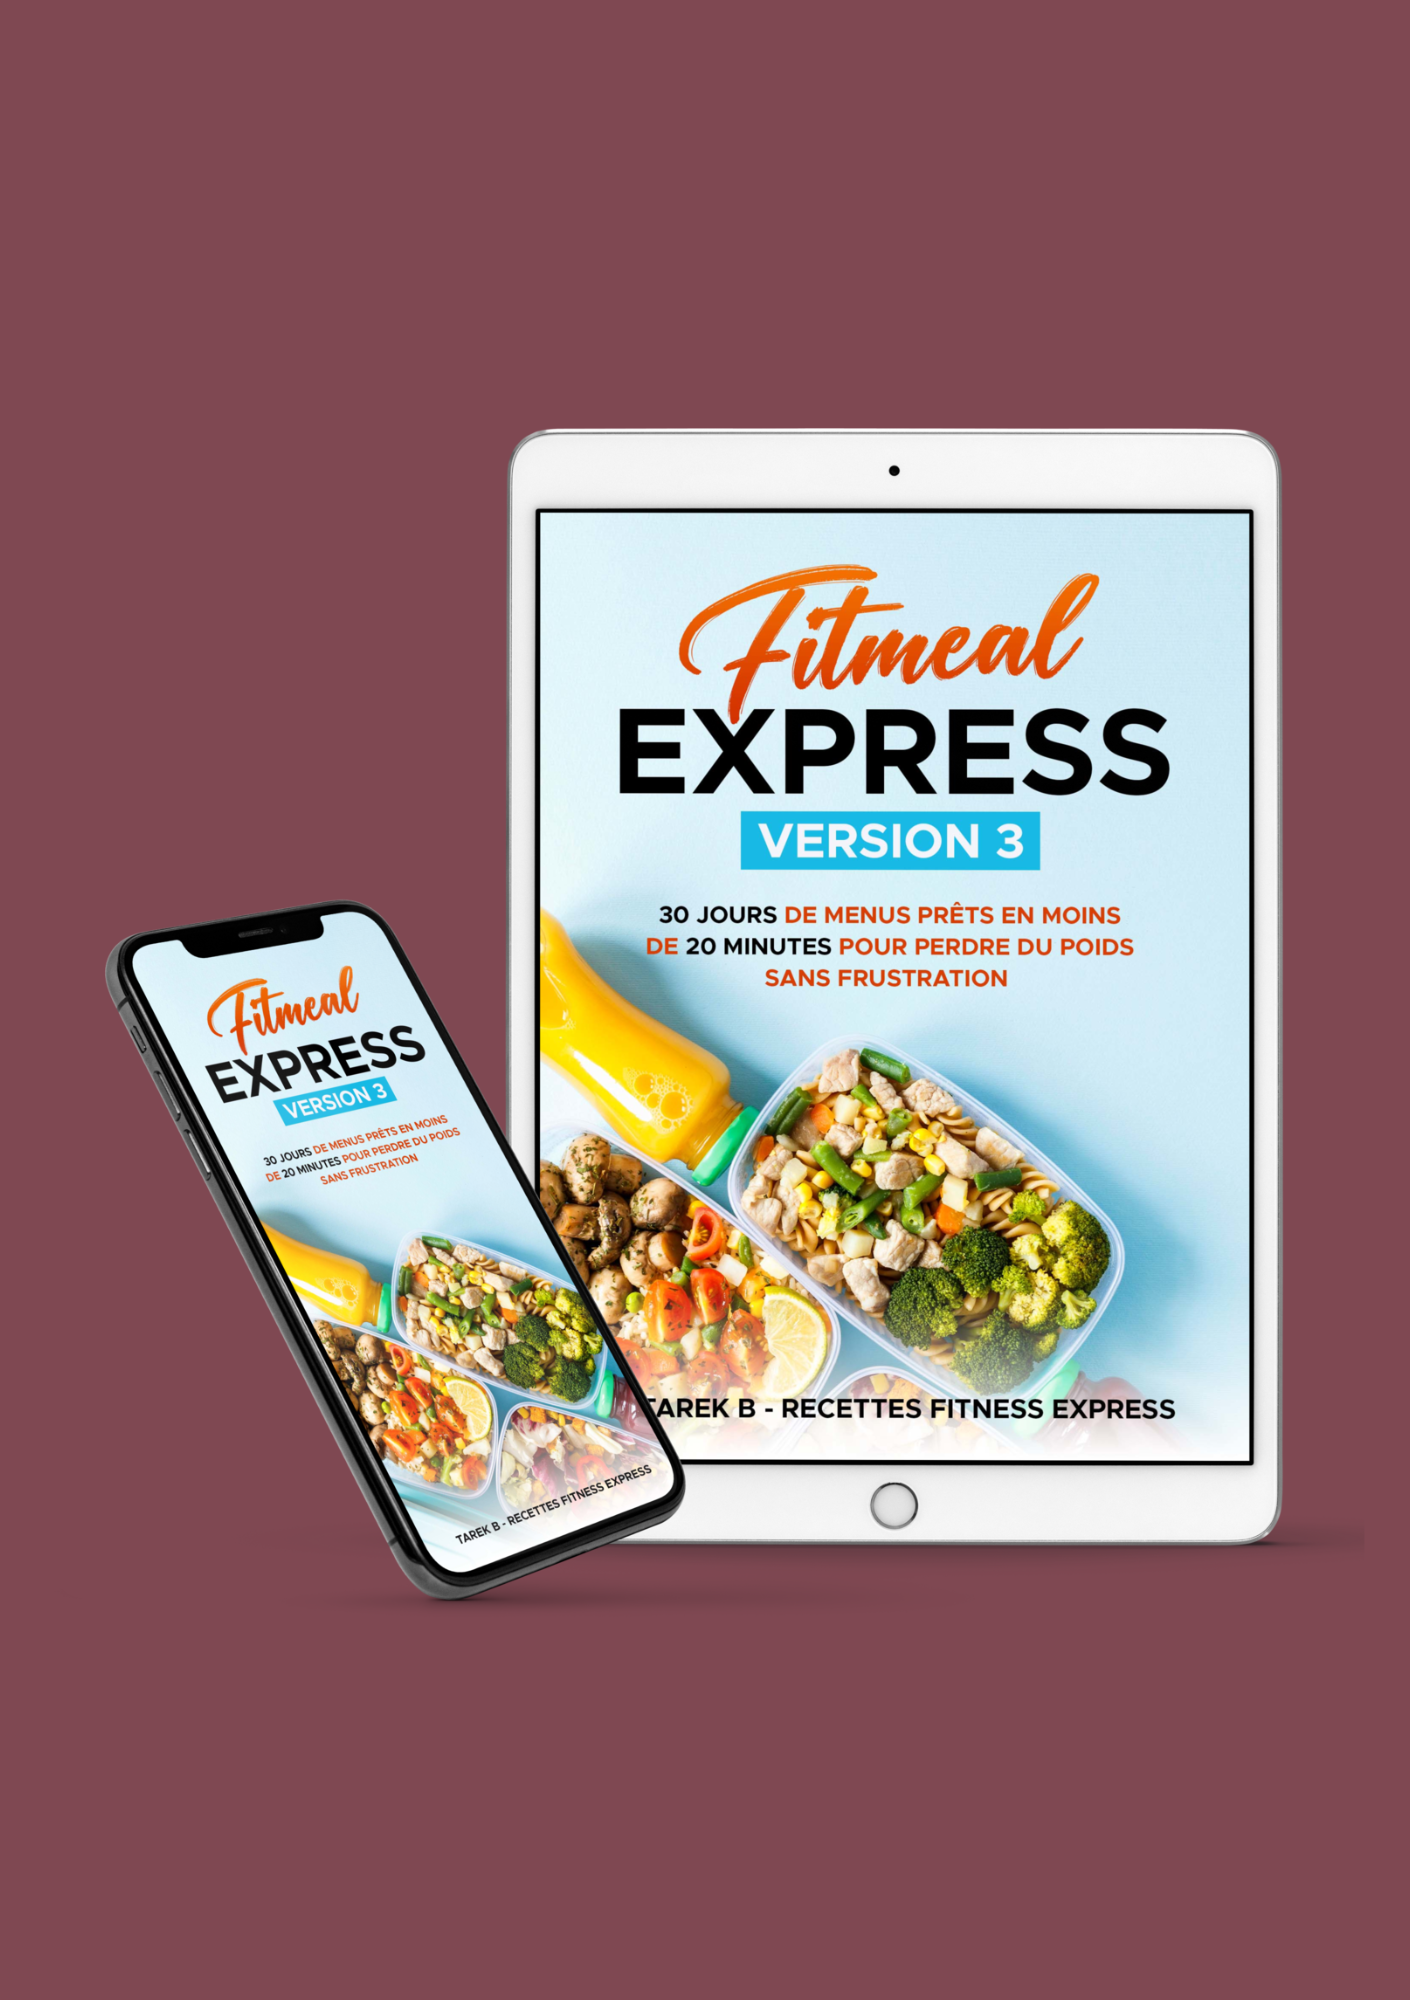 Fitmeal
EXPRESS
VERSION 3
30 JOURS DE MENUS PRÊTS EN MOINS
DE 20 MINUTES POUR PERDRE DU POIDS
SANS FRUSTRATION
TAREK B - RECETTES FITNESS EXPRESS
Fitmeal
EXPRESS
VERSION 3
30 JOURS DE MENUS PRÊTS EN MOINS
DE 20 MINUTES POUR PERDRE DU POIDS
SANS FRUSTRATION
TAREK B - RECETTES FITNESS EXPRESS